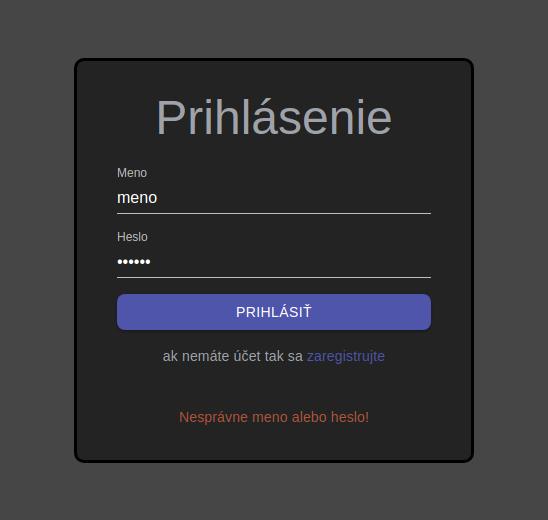 Prihlásenie
Meno
meno
Heslo
••••••
PRIHLÁSIŤ
ak nemáte účet tak sa zaregistrujte
Nesprávne meno alebo heslo!